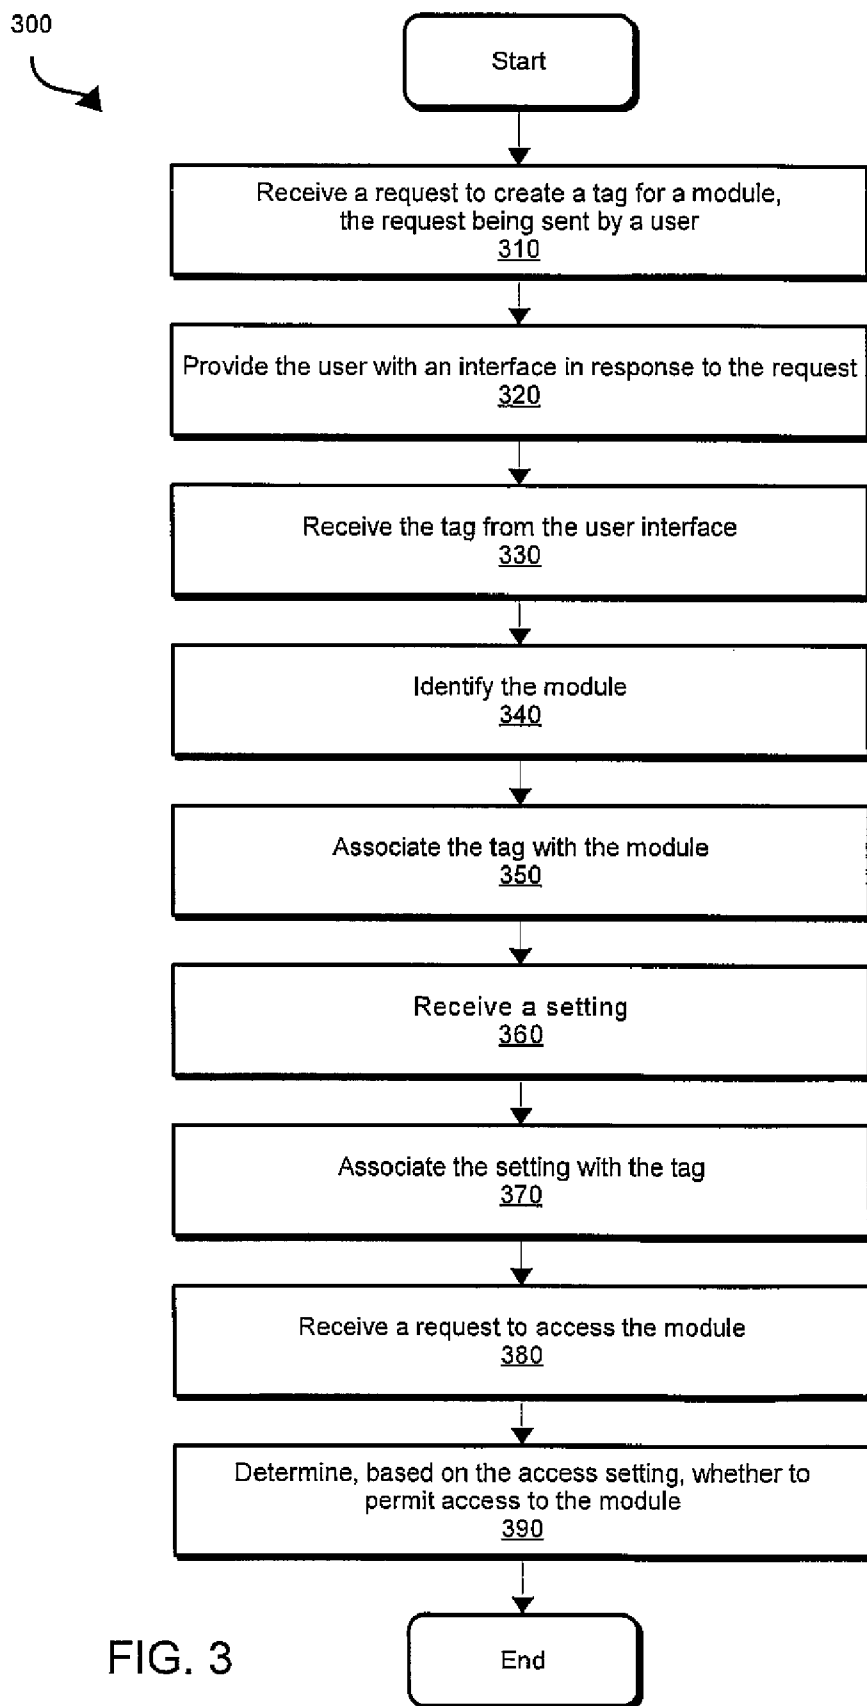 300
Start
Receive a request to create a tag for a module,
the request being sent by a user
310
Provide the user with an interface in response to the request
320
Receive the tag from the user interface
330
Identify the module
340
Associate the tag with the module
350
Receive a setting
360
Associate the setting with the tag
370
Receive a request to access the module
380
Determine, based on the access setting, whether to
permit access to the module
390
End
FIG. 3